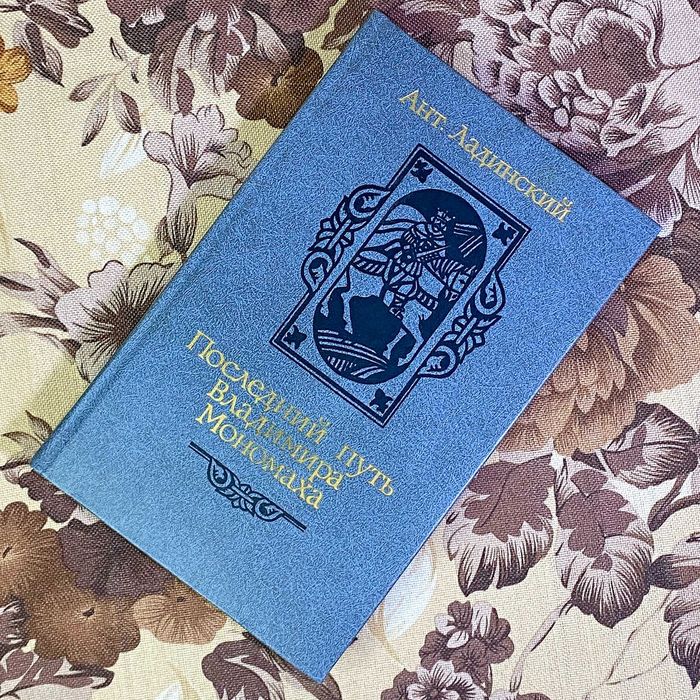 Ант. Ладинский
Последний путь
Владимира
Мономаха